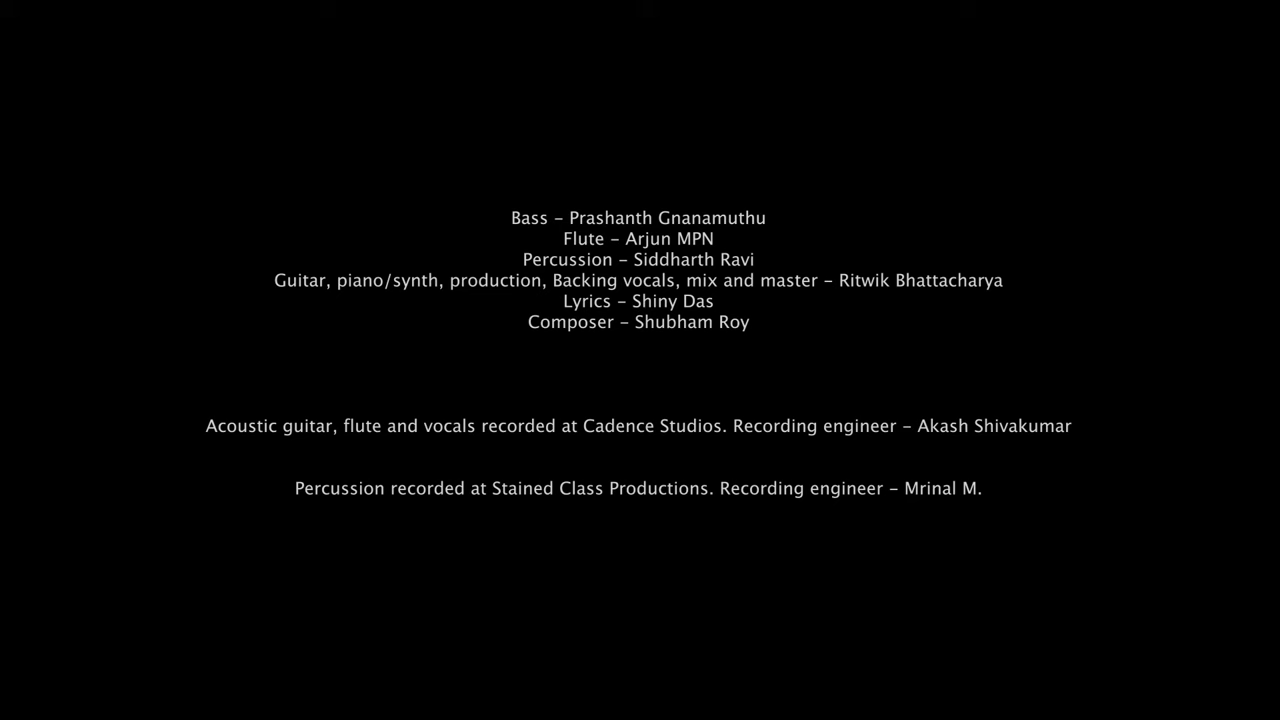 Bass – Prashanth Gnanamuthu
Flute – Arjun MPN
Percussion – Siddharth Ravi
Guitar, piano/synth, production, Backing vocals, mix and master – Ritwik Bhattacharya
Lyrics – Shiny Das
Composer – Shubham Roy
Acoustic guitar, flute and vocals recorded at Cadence Studios. Recording engineer – Akash Shivakumar
Percussion recorded at Stained Class Productions. Recording engineer – Mrinal M.